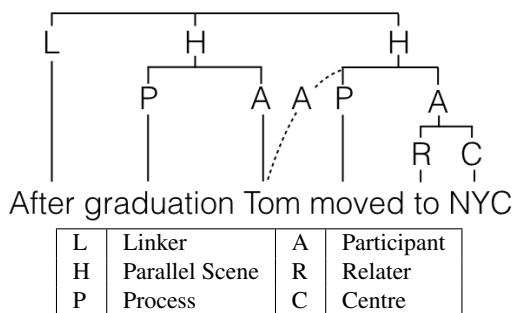 L H H
P A A P A
R C
After graduation Tom moved to NYC
L Linker A Participant
H Parallel Scene R Relater
P Process C Centre